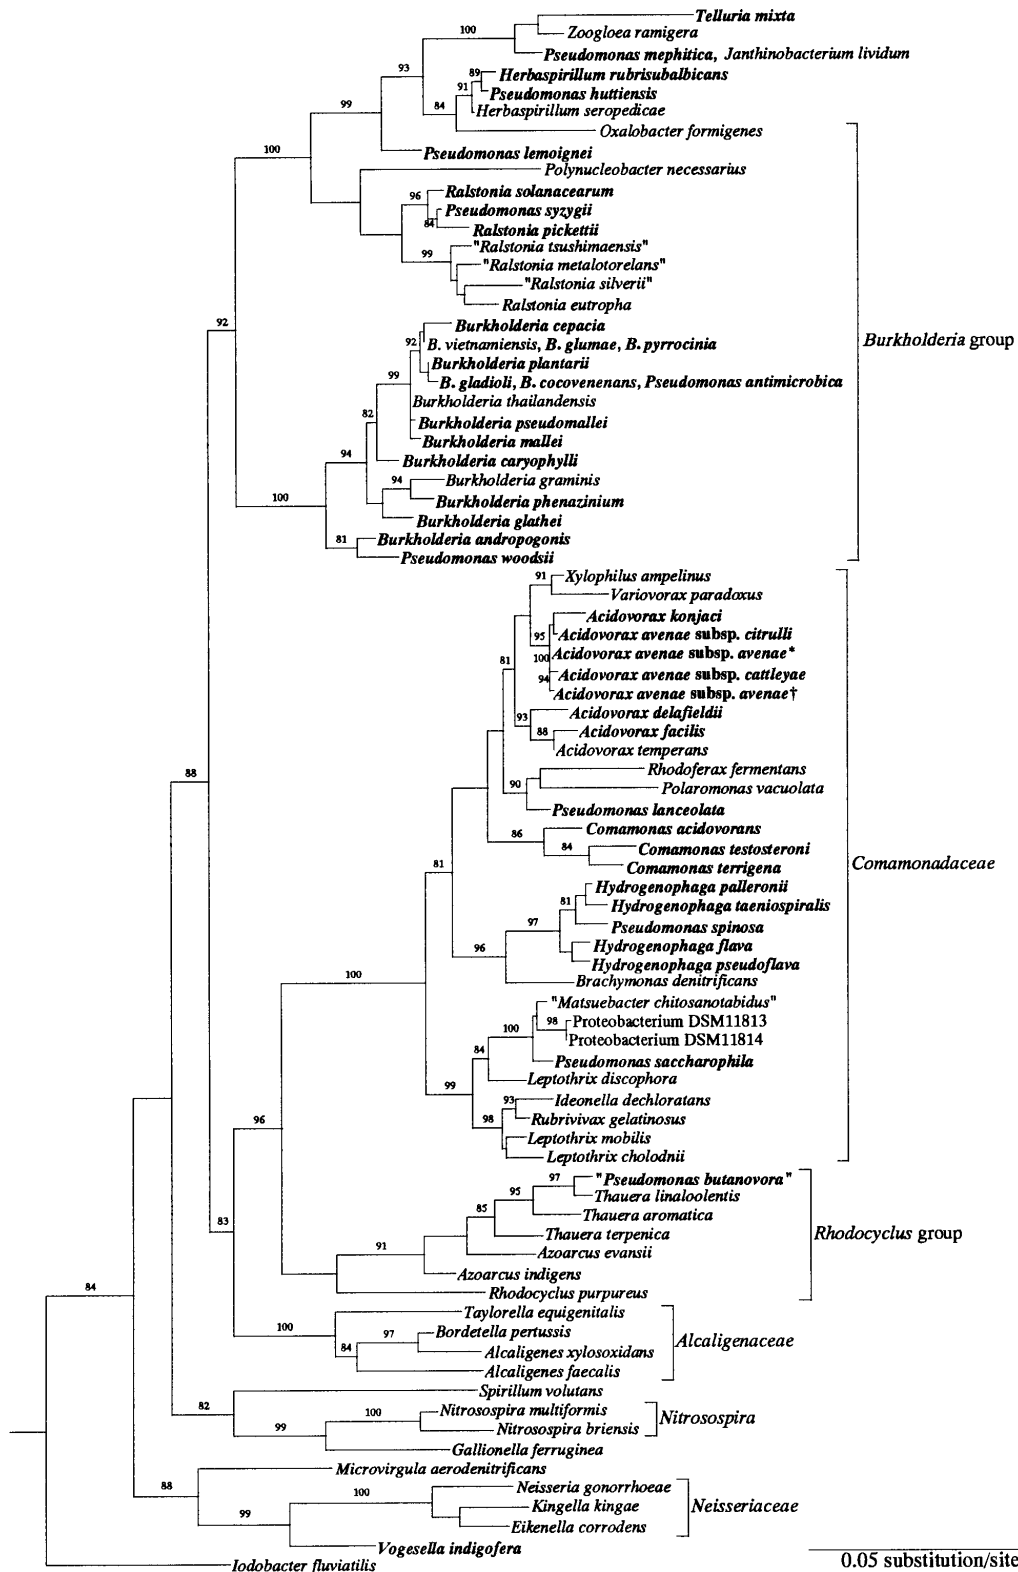 Telluria mixta
100
Zoogloea ramigera
Pseudomonas mephitica, Janthinobacterium lividum
93
89
Herbaspirillum rubrisubalbicans
91
Pseudomonas huttiensis
99
84
Herbaspirillum seropedicae
Oxalobacter formigenes
100
Pseudomonas lemoignei
Polynucleobacter necessarius
96
Ralstonia solanacearum
Pseudomonas syzygii
84
Ralstonia pickettii
"Ralstonia tsushimaensis"
99
"Ralstonia metalotorelans"
"Ralstonia silverii"
Ralstonia eutropha
92
Burkholderia cepacia
Burkholderia group
92
B. vietnamiensis, B. glumae, B. pyrrocinia
Burkholderia plantarii
99
B. gladioli, B. cocovenenans, Pseudomonas antimicrobica
Burkholderia thailandensis
82
Burkholderia pseudomallei
Burkholderia mallei
94
Burkholderia caryophylli
94
Burkholderia graminis
100
Burkholderia phenazinium
Burkholderia glathei
81
Burkholderia andropogonis
Pseudomonas woodsii
91
Xylophilus ampelinus
Variovorax paradoxus
Acidovorax konjaci
95
Acidovorax avenae subsp. citrulli
100
Acidovorax avenae subsp. avenae*
81
94
Acidovorax avenae subsp. cattleyae
Acidovorax avenae subsp. avenae†
93
Acidovorax delafieldii
88
Acidovorax facilis
Acidovorax temperans
88
Rhodoferax fermentans
90
Polaromonas vacuolata
Pseudomonas lanceolata
86
Comamonas acidovorans
84
Comamonas testosteroni
81
Comamonas terrigena
Comamonadaceae
Hydrogenophaga palleronii
81
Hydrogenophaga taeniospiralis
97
Pseudomonas spinosa
Hydrogenophaga flava
96
Hydrogenophaga pseudoflava
100
Brachymonas denitrificans
"Matsuebacter chitosanotabidus"
100
98
Proteobacterium DSM11813
Proteobacterium DSM11814
84
Pseudomonas saccharophila
99
Leptothrix discophora
93
Ideonella dechloratans
98
Rubrivivax gelatinosus
96
Leptothrix mobilis
Leptothrix cholodnii
97
"Pseudomonas butanovora"
95
Thauera linaloolentis
85
Thauera aromatica
83
Thauera terpenica
Rhodocyclus group
91
Azoarcus evansii
Azoarcus indigens
84
Rhodocyclus purpureus
Taylorella equigenitalis
100
97
Bordetella pertussis
Alcaligenaceae
84
Alcaligenes xylosoxidans
Alcaligenes faecalis
82
Spirillum volutans
100
Nitrosospira multiformis
Nitrosospira
99
Nitrosospira briensis
Gallionella ferruginea
Microvirgula aerodenitrificans
88
Neisseria gonorrhoeae
100
Kingella kingae
Neisseriaceae
99
Eikenella corrodens
Vogesella indigofera
Iodobacter fluviatilis
0.05 substitution/site